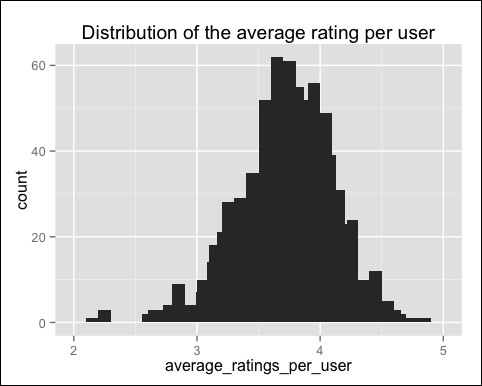 Distribution of the average rating per user
60
40
20
0
count
2 3 4 5
average_ratings_per_user